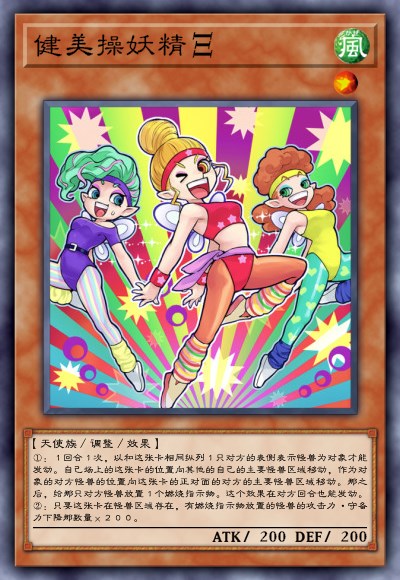 健美操妖精三
風
【天使族／调整／效果】
①：1回合1次，以和这张卡相同纵列1只对方的表侧表示怪兽为对象才能
发动。自己场上的这张卡的位置向其他的自己的主要怪兽区域移动，作为
对象的对方怪兽的位置向这张卡的正对面的对方的主要怪兽区域移动。那之
后，给那只对方怪兽放置1个燃烧指示物。这个效果在对方回合也能发动。
②：只要这张卡在怪兽区域存在，有燃烧指示物放置的怪兽的攻击力·守备
力下降那数量×200。
ATK/ 200 DEF/ 200